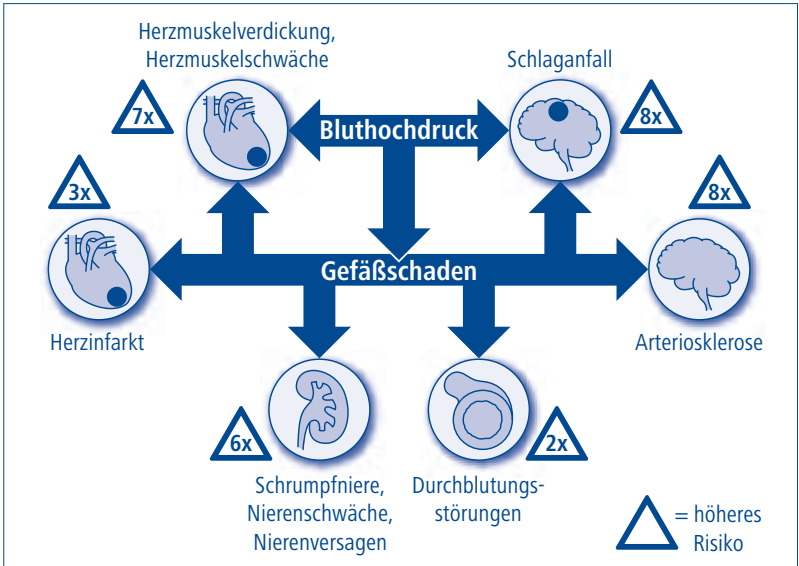 Herzmuskelverdickung,
Herzmuskelschwäche
Schlaganfall
7x
Bluthochdruck
8x
3x
8x
Gefäßschaden
Herzinfarkt
Arteriosklerose
6x
2x
Schrumpfniere,
Nierenschwäche,
Nierenversagen
Durchblutungs-
störungen
= höheres
Risiko